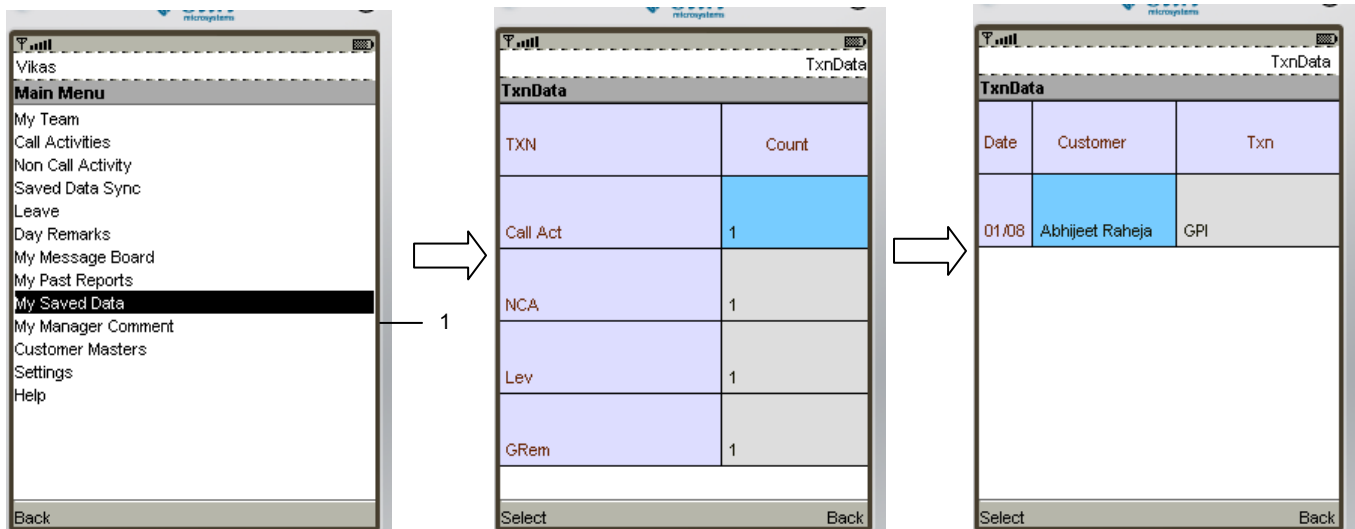 microsystems
Vikas
Main Menu
My Team
Call Activities
Non Call Activity
Saved Data Sync
Leave
Day Remarks
My Message Board
My Past Reports
My Saved Data
My Manager Comment
Customer Masters
Settings
Help
Back
1
microsystems
TxnData
TxnData
TXN Count
Call Act 1
NCA 1
Lev 1
GRem 1
Select Back
microsystems
TxnData
TxnData
Date Customer Txn
01/08 Abhijeet Raheja GPI
Select Back